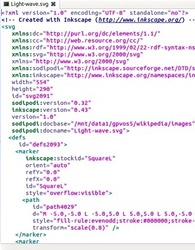 Light-wave.svg
<?xml version="1.0" encoding="UTF-8" standalone="no"?>
<!-- Created with Inkscape (http://www.inkscape.org/) -->
<svg
xmlns:dc="http://purl.org/dc/elements/1.1/"
xmlns:cc="http://web.resource.org/cc/"
xmlns:rdf="http://www.w3.org/1999/02/22-rdf-syntax-ns
xmlns:svg="http://www.w3.org/2000/svg"
xmlns="http://www.w3.org/2000/svg"
xmlns:sodipodi="http://sodipodi.sourceforge.net/DTD/s
xmlns:inkscape="http://www.inkscape.org/namespaces/in
width="554"
height="290"
id="svg2091"
sodipodi:version="0.32"
inkscape:version="0.43"
version="1.0"
sodipodi:docbase="/mnt/data1/gpvos5/wikimedia/images"
sodipodi:docname="Light-wave.svg">
<defs
id="defs2093">
<marker
inkscape:stockid="SquareL"
orient="auto"
refY="0.0"
refX="0.0"
id="SquareL"
style="overflow:visible">
<path
id="path4029"
d="M -5.0,-5.0 L -5.0,5.0 L 5.0,5.0 L 5.0,-5.0
style="fill-rule:evenodd;stroke:#000000;stroke-
transform="scale(0.8)" />
</marker>
<marker